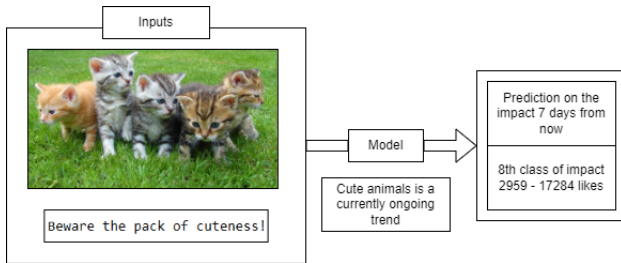 Inputs
Beware the pack of cuteness!
Model
Cute animals is a
currently ongoing
trend
Prediction on the
impact 7 days from
now
8th class of impact
2959 - 17284 likes